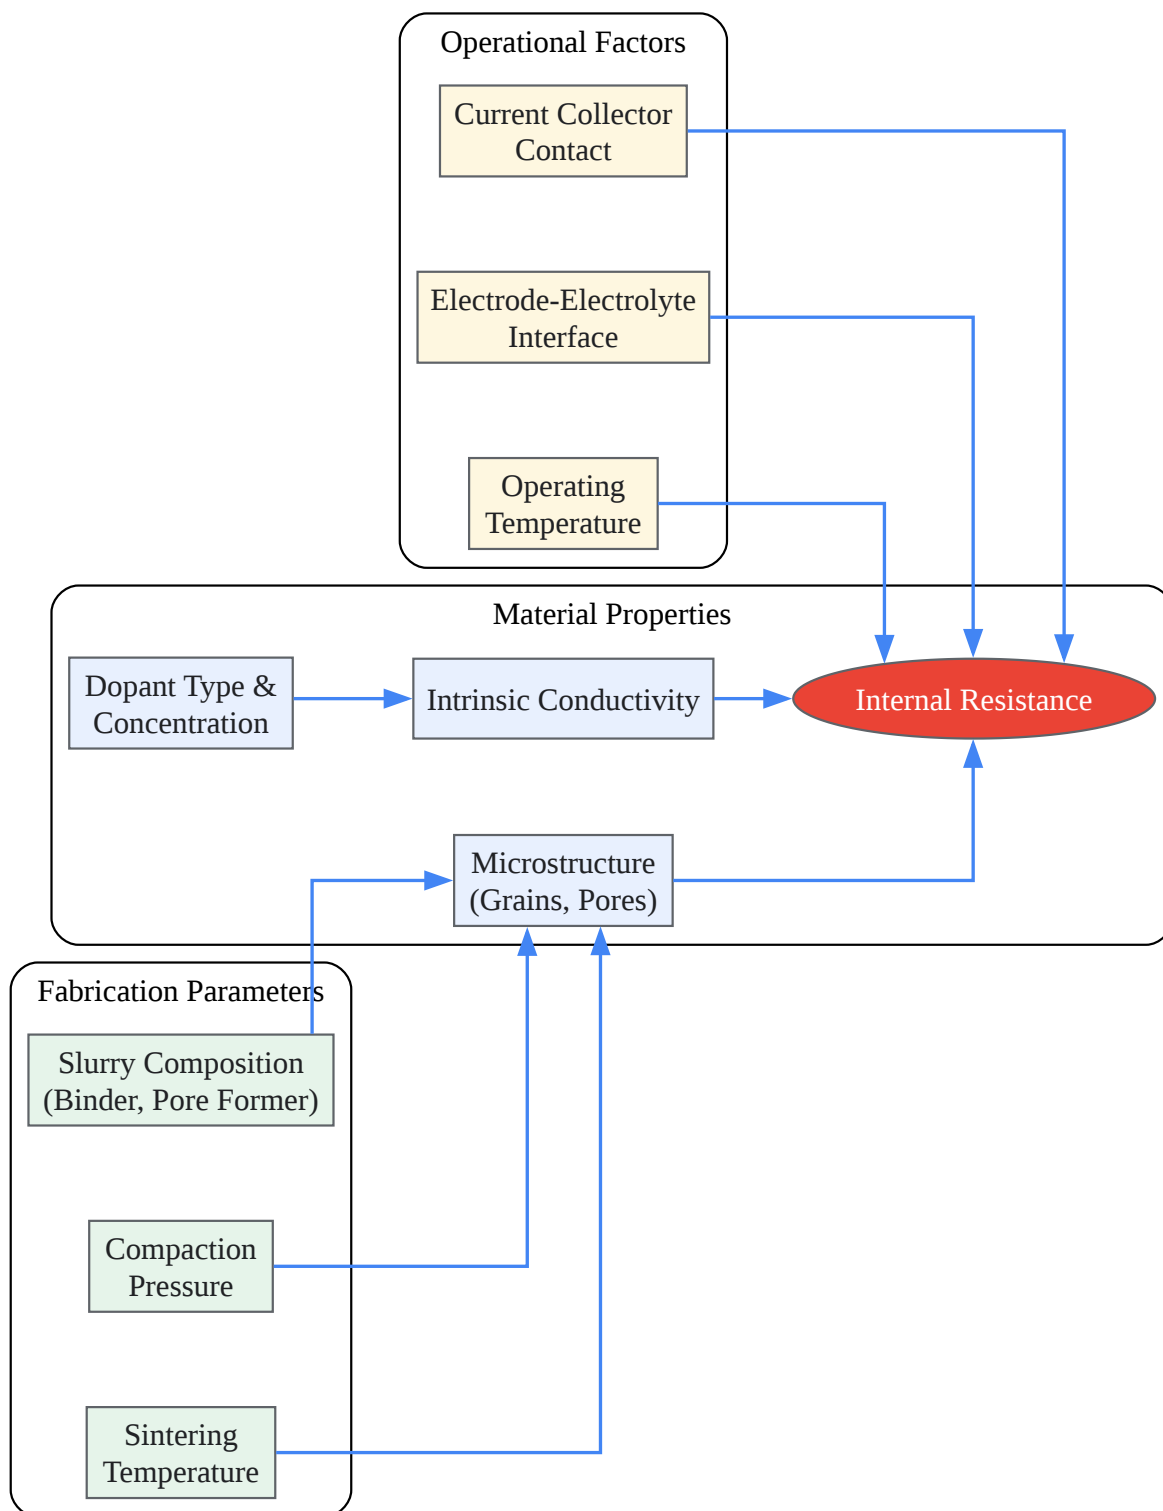 Operational Factors
Current Collector
Contact
Electrode-Electrolyte
Interface
Operating
Temperature
Material Properties
Dopant Type &
Concentration
Intrinsic Conductivity
Internal Resistance
Microstructure
(Grains, Pores)
Fabrication Parameters
Slurry Composition
(Binder, Pore Former)
Compaction
Pressure
Sintering
Temperature